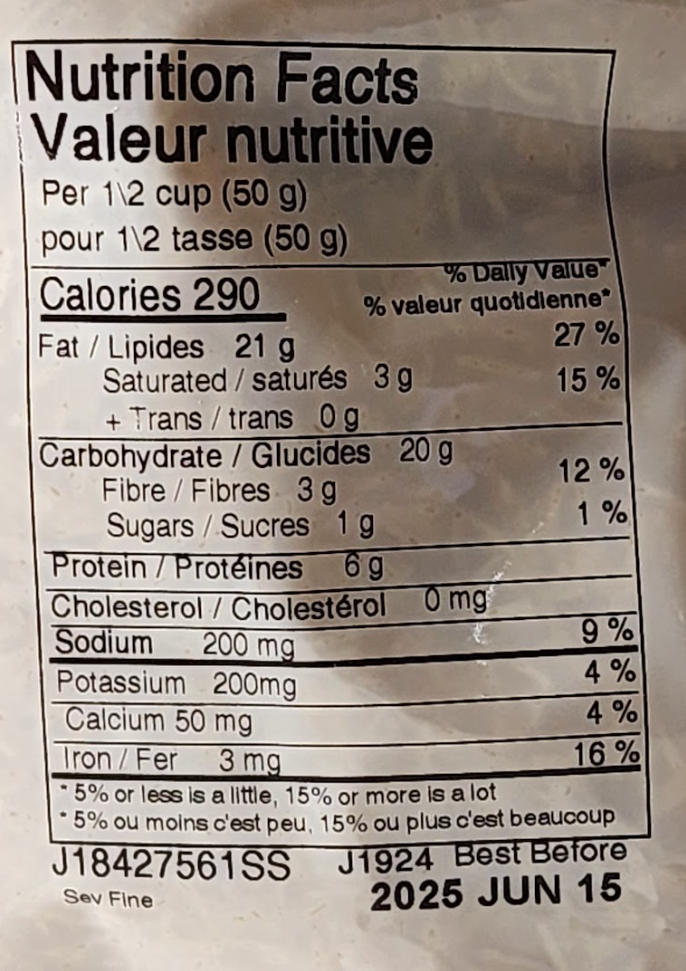 Nutrition Facts
Valeur nutritive
Per 1\2 cup (50 g)
pour 1\2 tasse (50 g)
% Daily Value*
Calories 290 % valeur quotidienne*
Fat / Lipides 21 g 27 %
Saturated / saturés 3 g 15 %
+ Trans / trans 0 g
Carbohydrate / Glucides 20 g
Fibre / Fibres 3 g 12 %
Sugars / Sucres 1 g 1 %
Protein / Protéines 6 g
Cholesterol / Cholestérol 0 mg
Sodium 200 mg 9 %
Potassium 200mg 4 %
Calcium 50 mg 4 %
Iron / Fer 3 mg 16 %
* 5% or less is a little, 15% or more is a lot
* 5% ou moins c'est peu, 15% ou plus c'est beaucoup
J18427561SS J1924 Best Before
Sev Fine 2025 JUN 15